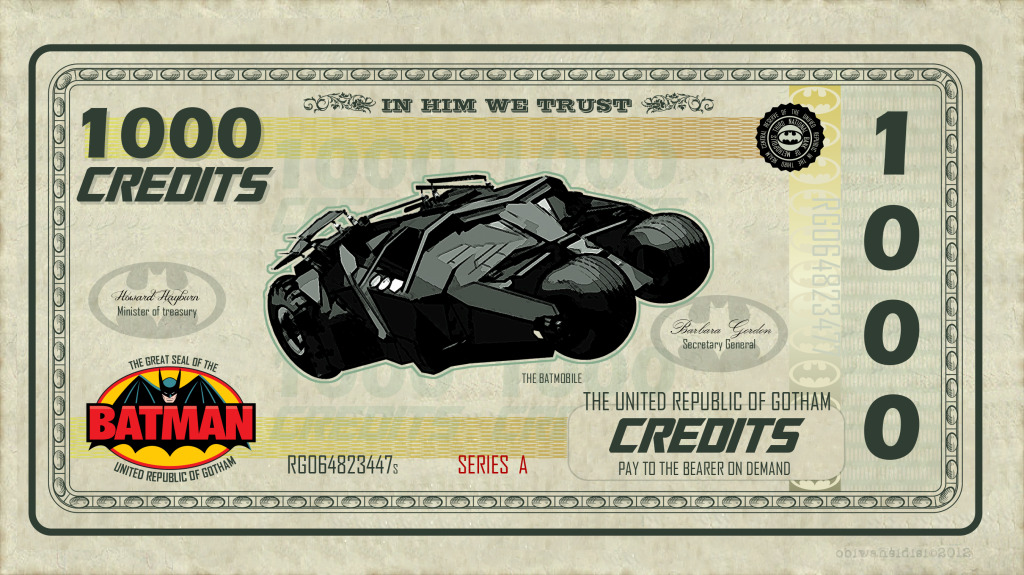 IN HIM WE TRUST
1000
CREDITS
1000
RG064823447
Howard Hayburn
Minister of treasury
Barbara Gordon
Secretary General
THE BATMOBILE
THE GREAT SEAL OF THE
BATMAN
UNITED REPUBLIC OF GOTHAM
RG064823447s
SERIES A
THE UNITED REPUBLIC OF GOTHAM
CREDITS
PAY TO THE BEARER ON DEMAND